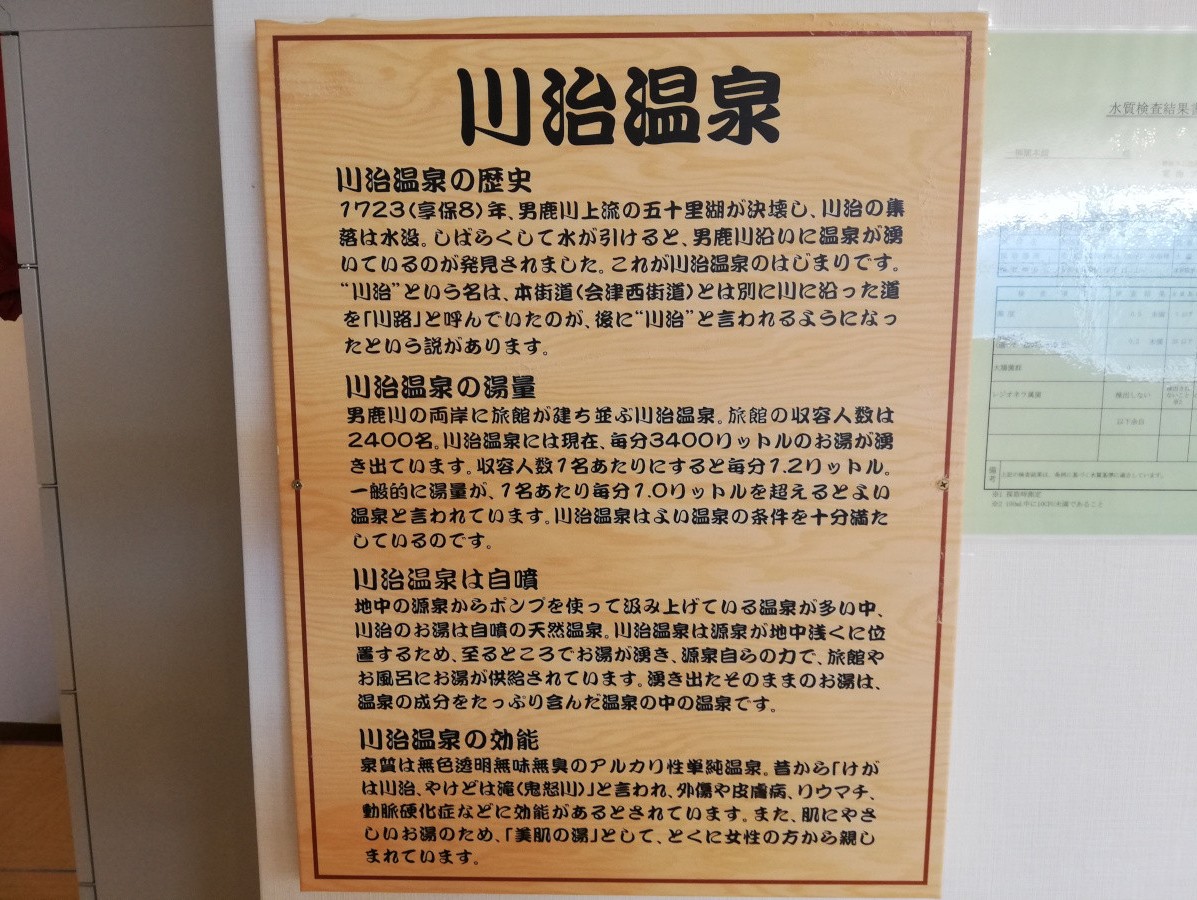 川治温泉
川治温泉の歴史
1723(享保8)年、男鹿川上流の五十里湖が決壊し、川治の集
落は水没。しばらくして水が引けると、男鹿川沿いに温泉が湧
いているのが発見されました。これが川治温泉のはじまりです。
“川治”という名は、本街道(会津西街道)とは別に川に沿った道
を「川路」と呼んでいたのが、後に“川治”と言われるようになっ
たという説があります。
川治温泉の湯量
男鹿川の両岸に旅館が建ち並ぶ川治温泉。旅館の収容人数は
2400名。川治温泉には現在、毎分3400リットルのお湯が湧
き出ています。収容人数1名あたりにすると毎分1.2リットル。
一般的に湯量が、1名あたり毎分1.0リットルを超えるとよい
温泉と言われています。川治温泉はよい温泉の条件を十分満た
しているのです。
川治温泉は自噴
地中の源泉からポンプを使って汲み上げている温泉が多い中、
川治のお湯は自噴の天然温泉。川治温泉は源泉が地中浅くに位
置するため、至るところでお湯が湧き、源泉自らの力で、旅館や
お風呂にお湯が供給されています。湧き出たそのままのお湯は、
温泉の成分をたっぷり含んだ温泉の中の温泉です。
川治温泉の効能
泉質は無色透明無味無臭のアルカリ性単純温泉。昔から「けが
は川治、やけどは滝(鬼怒川)」と言われ、外傷や皮膚病、リウマチ、
動脈硬化症などに効能があるとされています。また、肌にやさ
しいお湯のため、「美肌の湯」として、とくに女性の方から親し
まれています。
水質検査結果
レジオネラ属菌
検出しない
以下余白
備考